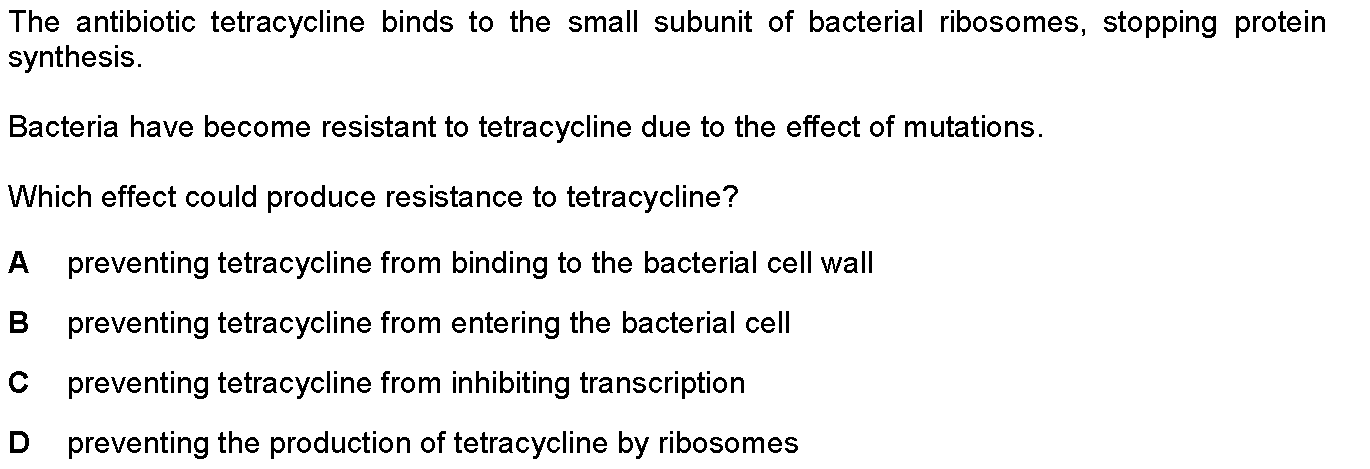 The antibiotic tetracycline binds to the small subunit of bacterial ribosomes, stopping protein
synthesis.
Bacteria have become resistant to tetracycline due to the effect of mutations.
Which effect could produce resistance to tetracycline?
A preventing tetracycline from binding to the bacterial cell wall
B preventing tetracycline from entering the bacterial cell
C preventing tetracycline from inhibiting transcription
D preventing the production of tetracycline by ribosomes